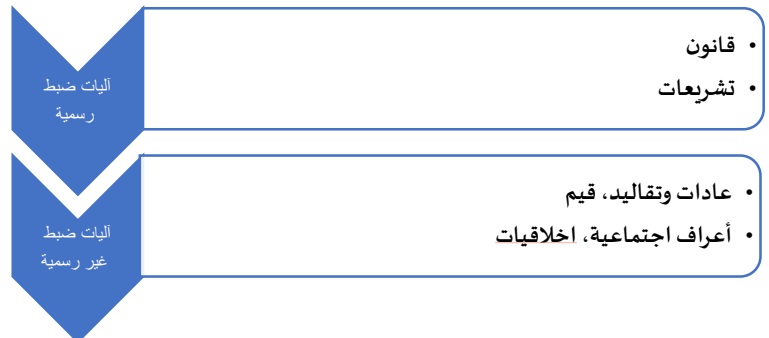 آليات ضبط
رسمية
• قانون
• تشريعات
آليات ضبط
غير رسمية
• عادات وتقاليد، قيم
• أعراف اجتماعية، اخلاقيات